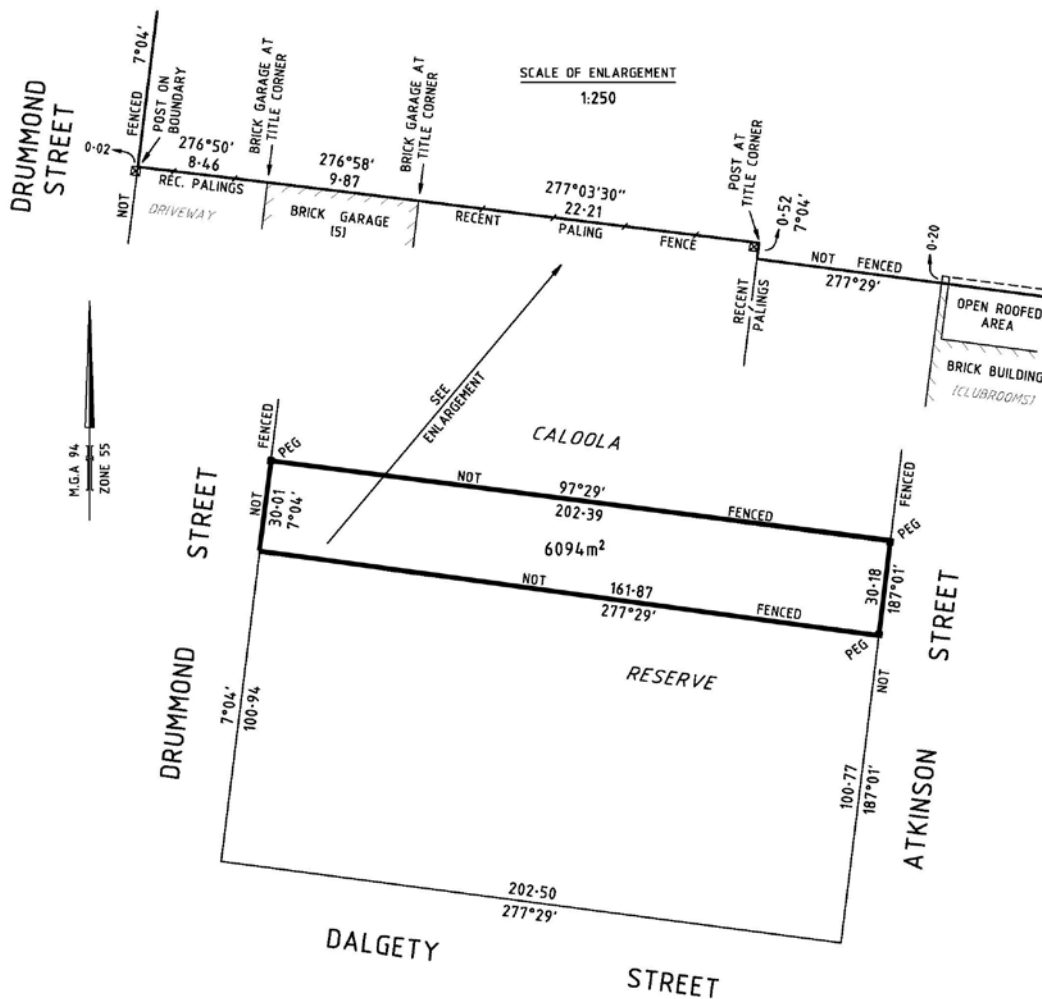 SCALE OF ENLARGEMENT
1:250
DRUMMOND
STREET
7°04'
FENCED
NOT
0·02
POST ON
BOUNDARY
276°50'
8·46
REC. PALINGS
DRIVEWAY
BRICK GARAGE AT
TITLE CORNER
276°58'
9·87
BRICK GARAGE
[5]
BRICK GARAGE AT
TITLE CORNER
277°03'30"
22·21
RECENT PALING FENCE
POST AT
TITLE CORNER
0·52
7°04'
RECENT
PALINGS
NOT FENCED
277°29'
0·20
OPEN ROOFED
AREA
BRICK BUILDING
[CLUBROOMS]
M.G.A 94
ZONE 55
SEE
ENLARGEMENT
CALOOLA
FENCED
PEG
NOT
30·01
7°04'
STREET
NOT 97°29' FENCED
202·39
6094m²
NOT 161·87 FENCED
277°29'
FENCED
PEG
30·18
187°01'
STREET
PEG
NOT
RESERVE
DRUMMOND
7°04'
100·94
100·77
187°01'
ATKINSON
202·50
277°29'
DALGETY STREET